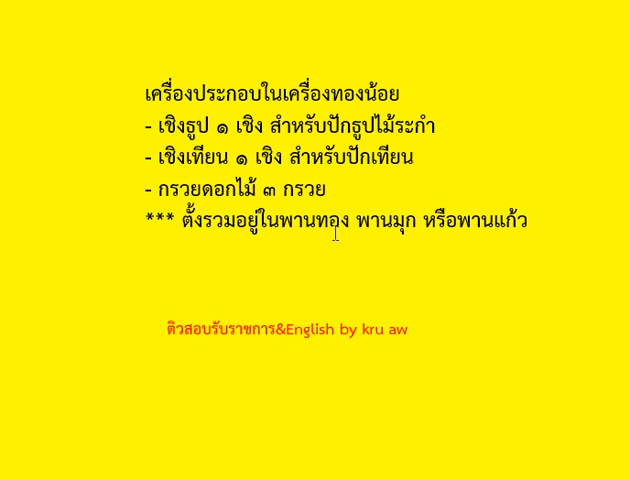 เครื่องประกอบในเครื่องทองน้อย
- เชิงธูป ๑ เชิง สำหรับปักธูปไม้ระกำ
- เชิงเทียน ๑ เชิง สำหรับปักเทียน
- กรวยดอกไม้ ๓ กรวย
*** ตั้งรวมอยู่ในพานทอง พานมุก หรือพานแก้ว
ติวสอบรับราชการ&English by kru aw